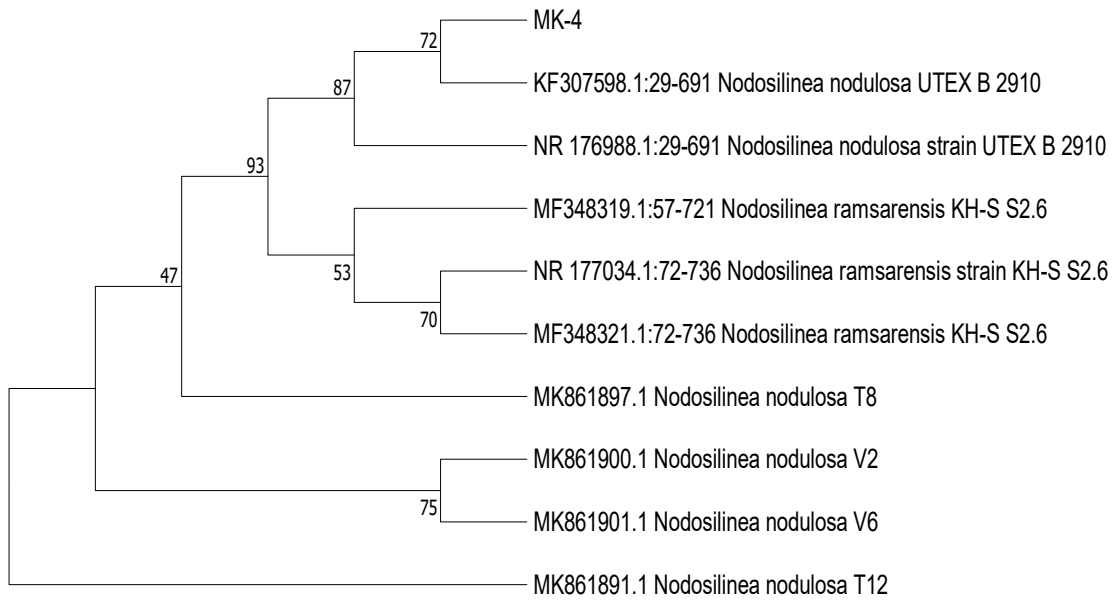 MK-4
72
KF307598.1:29-691 Nodosilinea nodulosa UTEX B 2910
87
NR 176988.1:29-691 Nodosilinea nodulosa strain UTEX B 2910
93
MF348319.1:57-721 Nodosilinea ramsarensis KH-S S2.6
53
NR 177034.1:72-736 Nodosilinea ramsarensis strain KH-S S2.6
47
70
MF348321.1:72-736 Nodosilinea ramsarensis KH-S S2.6
MK861897.1 Nodosilinea nodulosa T8
MK861900.1 Nodosilinea nodulosa V2
75
MK861901.1 Nodosilinea nodulosa V6
MK861891.1 Nodosilinea nodulosa T12